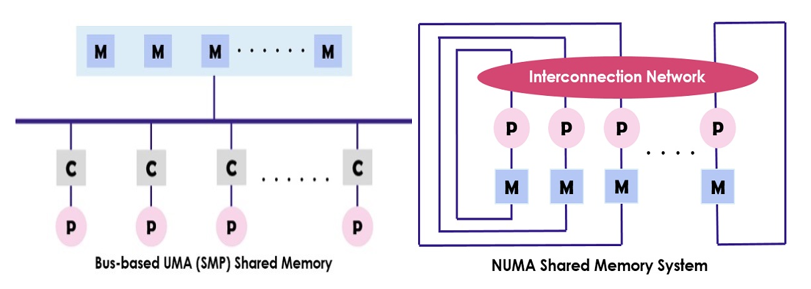 M M M ...... M
C C C ...... C
P P P P
Bus-based UMA (SMP) Shared Memory
Interconnection Network
P P P P
....
M M M M
NUMA Shared Memory System